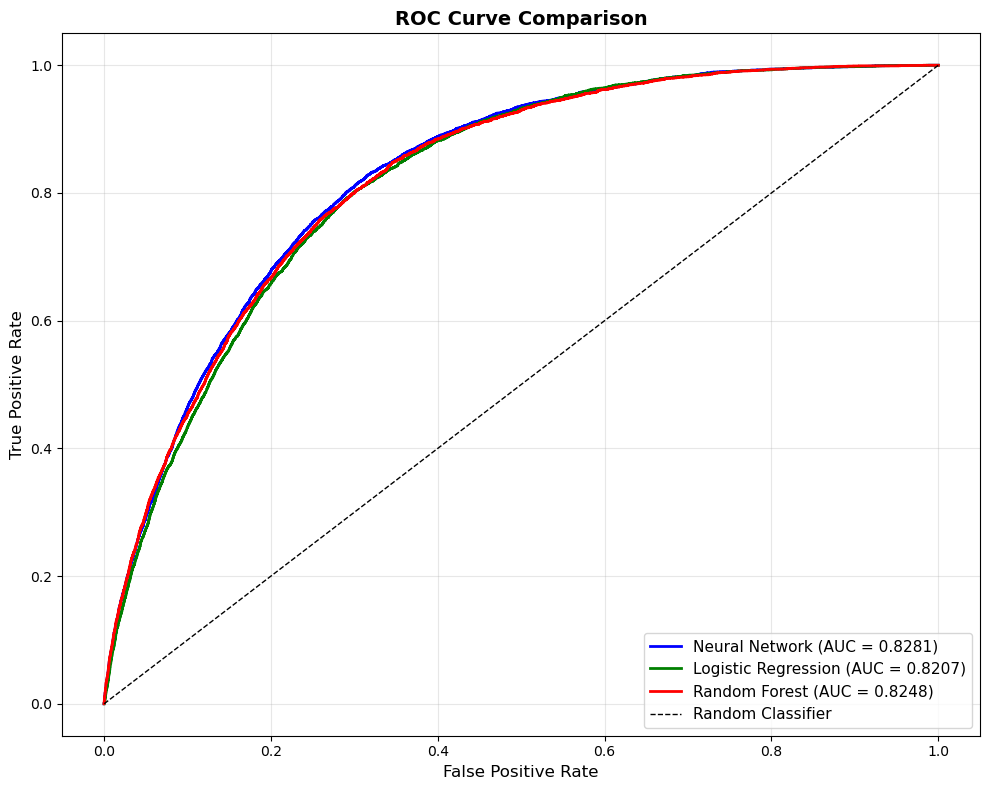 ROC Curve Comparison
True Positive Rate
1.0
0.8
0.6
0.4
0.2
0.0
0.0 0.2 0.4 0.6 0.8 1.0
False Positive Rate
Neural Network (AUC = 0.8281)
Logistic Regression (AUC = 0.8207)
Random Forest (AUC = 0.8248)
Random Classifier